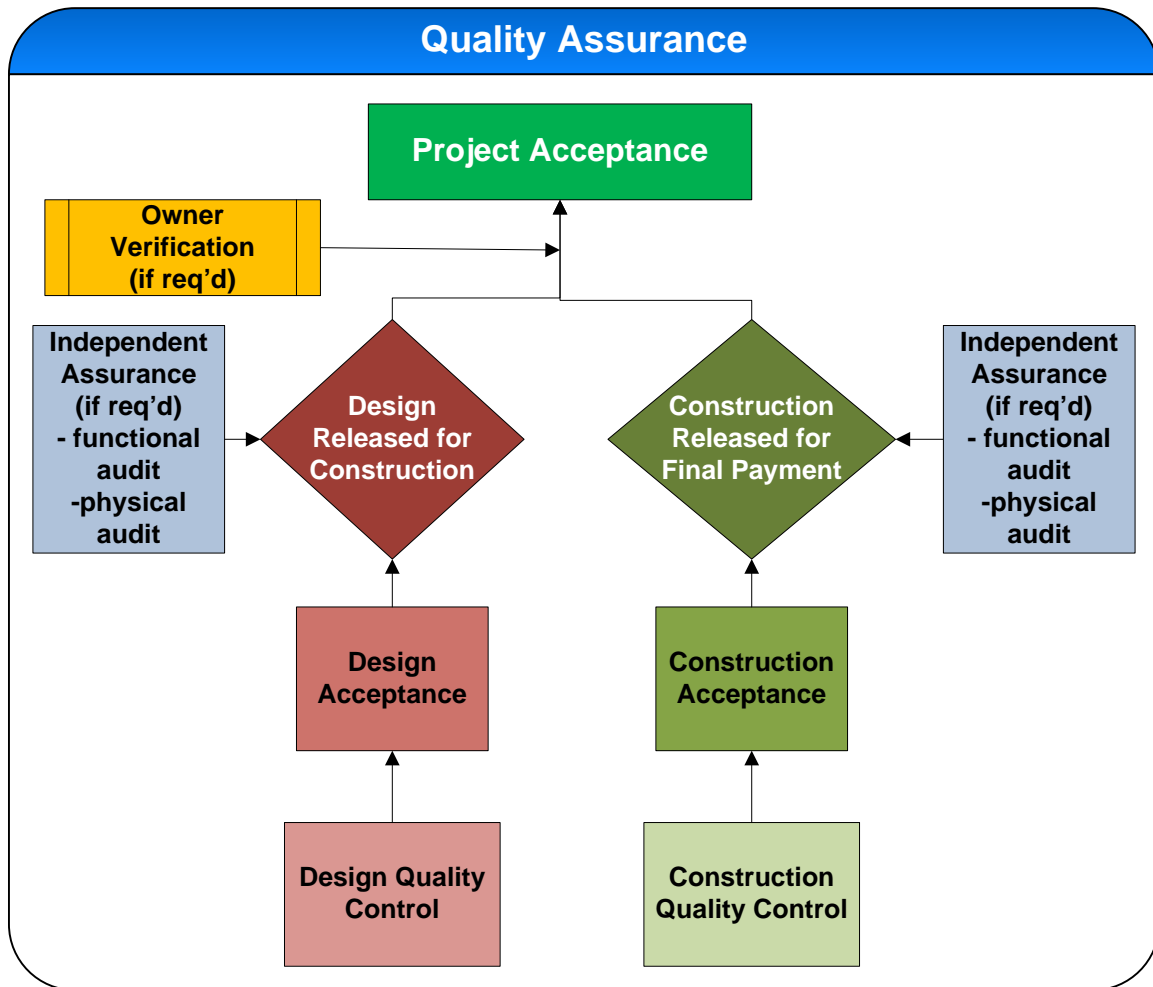 Quality Assurance
Project Acceptance
Owner
Verification
(if req’d)
Independent
Assurance
(if req’d)
- functional
audit
-physical
audit
Design
Released for
Construction
Construction
Released for
Final Payment
Independent
Assurance
(if req’d)
- functional
audit
-physical
audit
Design
Acceptance
Construction
Acceptance
Design Quality
Control
Construction
Quality Control